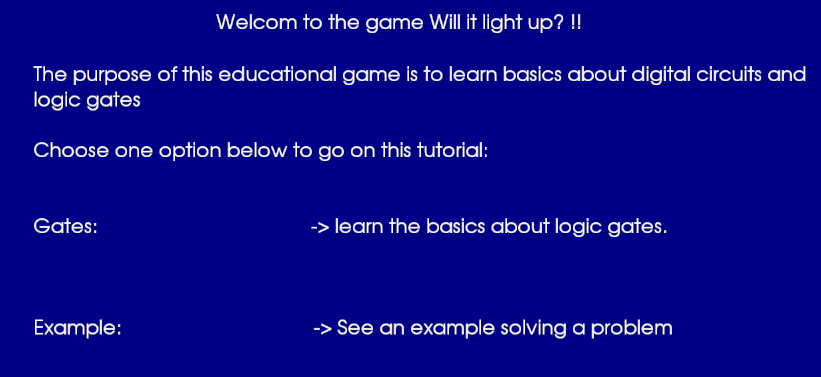 Welcom to the game Will it light up? !!
The purpose of this educational game is to learn basics about digital circuits and
logic gates
Choose one option below to go on this tutorial:
Gates: -> learn the basics about logic gates.
Example: -> See an example solving a problem